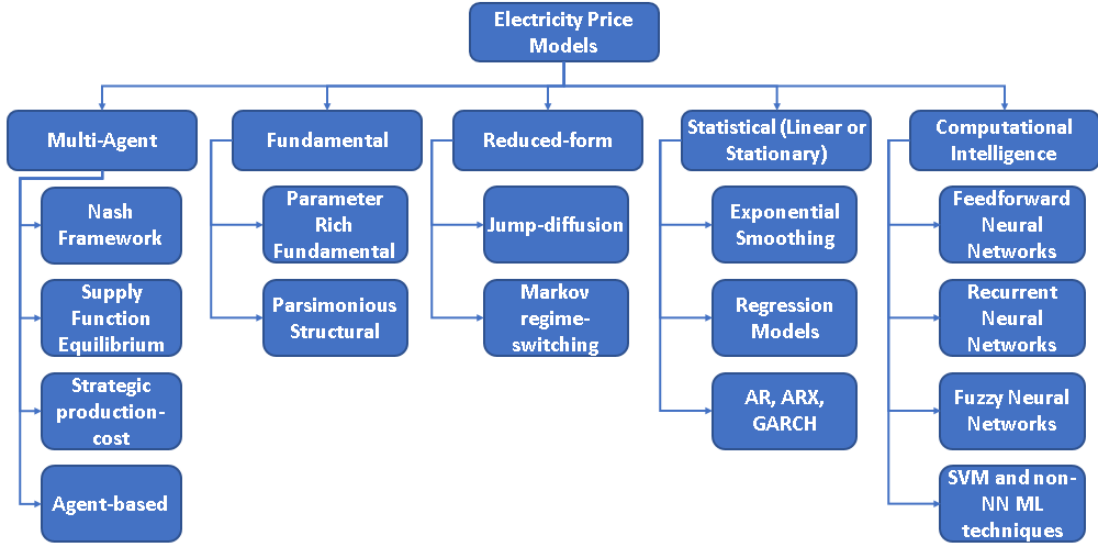 Electricity Price
Models
Multi-Agent
Fundamental
Reduced-form
Statistical (Linear or
Stationary)
Computational
Intelligence
Nash
Framework
Supply
Function
Equilibrium
Strategic
production-
cost
Agent-based
Parameter
Rich
Fundamental
Parsimonious
Structural
Jump-diffusion
Markov
regime-
switching
Exponential
Smoothing
Regression
Models
AR, ARX,
GARCH
Feedforward
Neural
Networks
Recurrent
Neural
Networks
Fuzzy Neural
Networks
SVM and non-
NN ML
techniques